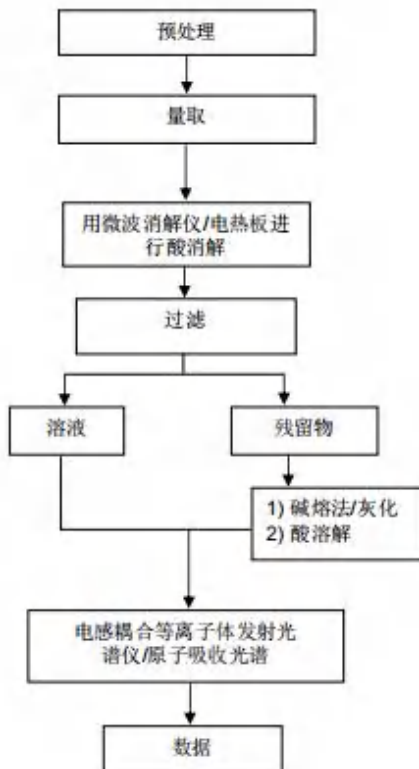 预处理
量取
用微波消解仪/电热板进
行酸消解
过滤
溶液
残留物
1) 碱熔法/灰化
2) 酸溶解
电感耦合等离子体发射光
谱仪/原子吸收光谱
数据